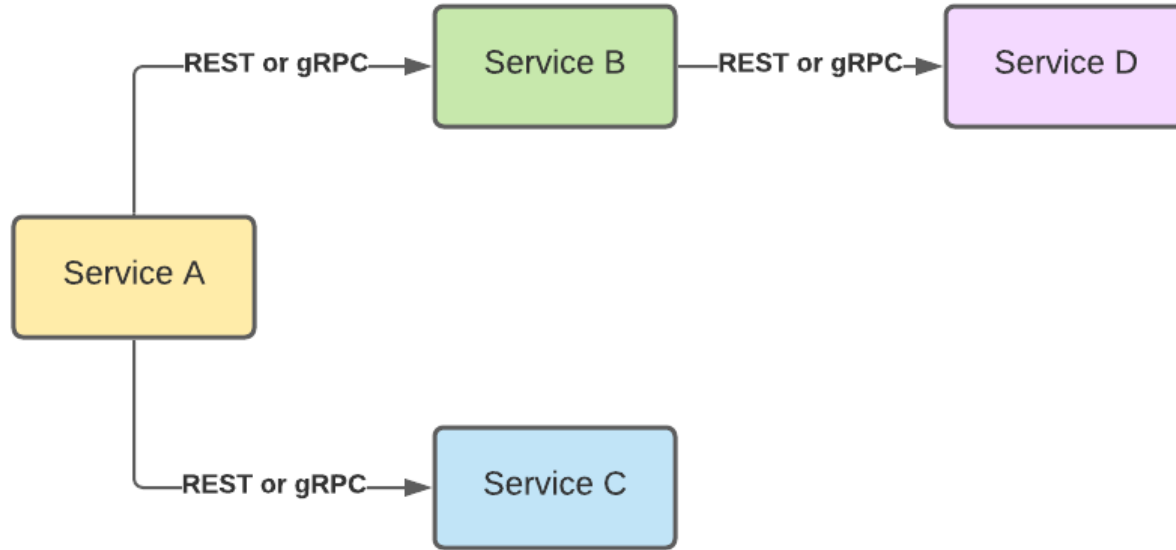 REST or gRPC
Service B
REST or gRPC
Service D
Service A
REST or gRPC
Service C